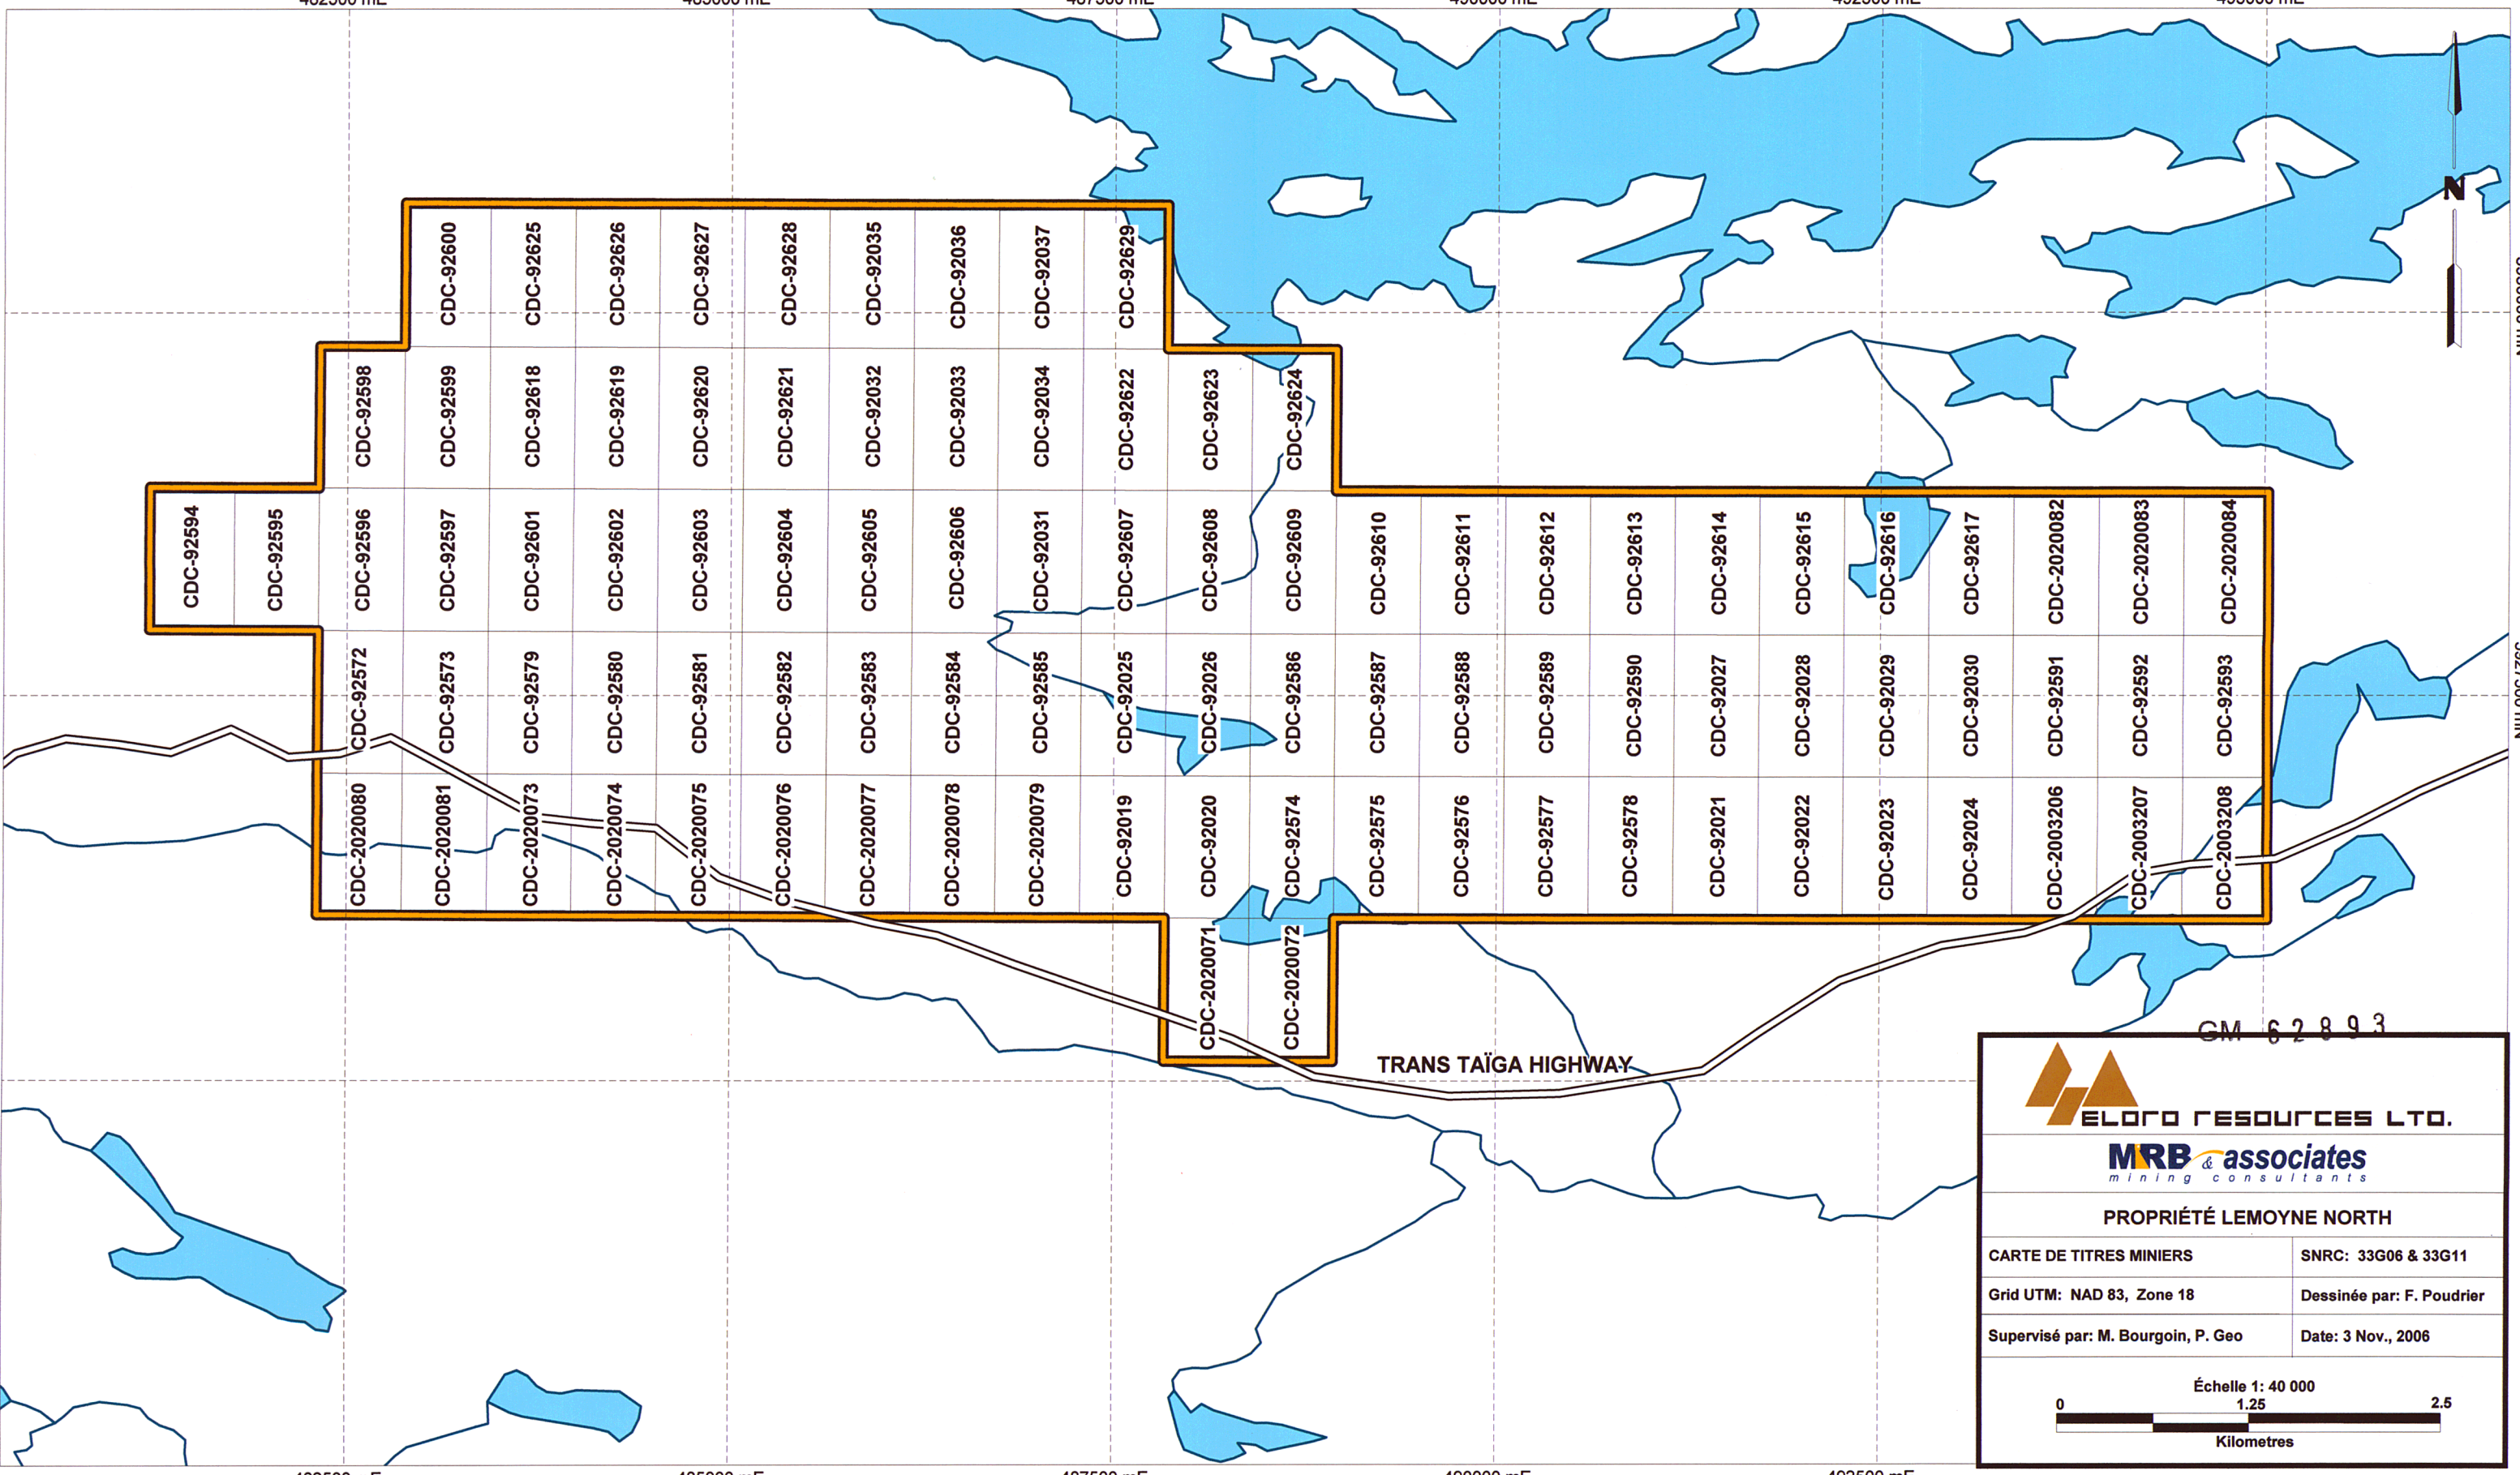 CDC-92600 CDC-92625 CDC-92626 CDC-92627 CDC-92628 CDC-92035 CDC-92036 CDC-92037 CDC-92629
CDC-92598 CDC-92599 CDC-92618 CDC-92619 CDC-92620 CDC-92621 CDC-92032 CDC-92033 CDC-92034 CDC-92622 CDC-92623 CDC-92624
CDC-92594 CDC-92595 CDC-92596 CDC-92597 CDC-92601 CDC-92602 CDC-92603 CDC-92604 CDC-92605 CDC-92606 CDC-92031 CDC-92607 CDC-92608 CDC-92609 CDC-92610 CDC-92611 CDC-92612 CDC-92613 CDC-92614 CDC-92615 CDC-92616 CDC-92617 CDC-2020082 CDC-2020083 CDC-2020084
CDC-92572 CDC-92573 CDC-92579 CDC-92580 CDC-92581 CDC-92582 CDC-92583 CDC-92584 CDC-92585 CDC-92025 CDC-92026 CDC-92586 CDC-92587 CDC-92588 CDC-92589 CDC-92590 CDC-92027 CDC-92028 CDC-92029 CDC-92030 CDC-92591 CDC-92592 CDC-92593
CDC-2020080 CDC-2020081 CDC-2020073 CDC-2020074 CDC-2020075 CDC-2020076 CDC-2020077 CDC-2020078 CDC-2020079 CDC-92019 CDC-92020 CDC-92574 CDC-92575 CDC-92576 CDC-92577 CDC-92578 CDC-92021 CDC-92022 CDC-92023 CDC-92024 CDC-2003206 CDC-2003207 CDC-2003208
CDC-2020071 CDC-2020072
TRANS TAÏGA HIGHWAY
N
GM 62893
ELORO RESOURCES LTD.
MRB & associates
mining consultants
PROPRIÉTÉ LEMOYNE NORTH
CARTE DE TITRES MINIERS
SNRC: 33G06 & 33G11
Grid UTM: NAD 83, Zone 18
Dessinée par: F. Poudrier
Supervisé par: M. Bourgoin, P. Geo
Date: 3 Nov., 2006
Échelle 1: 40 000
0 1.25 2.5
Kilometres